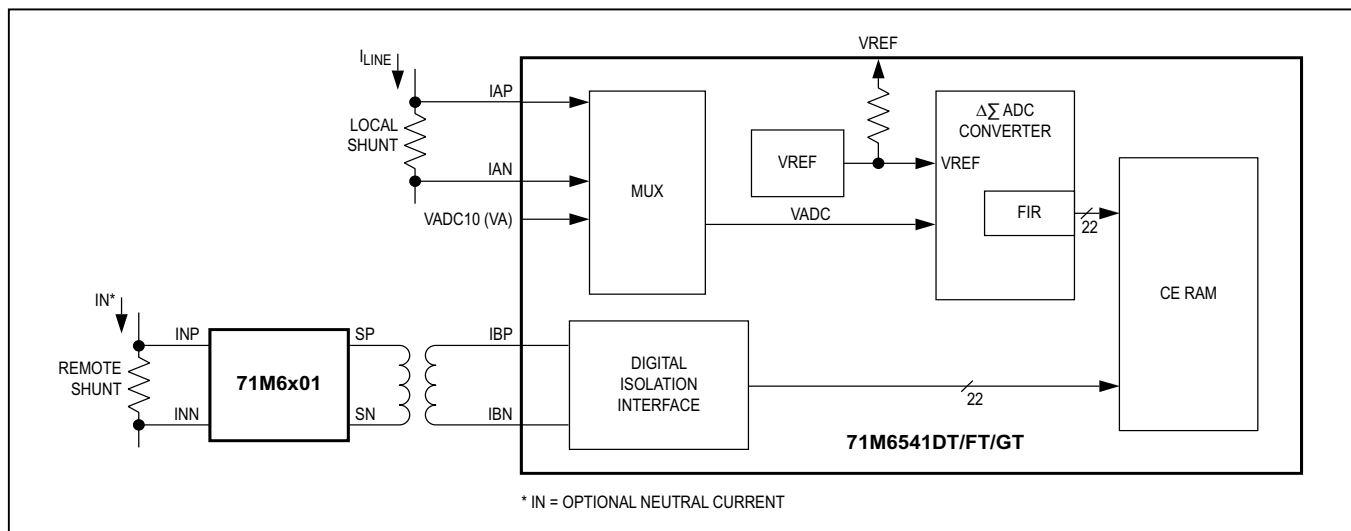 VREF
ILINE
IAP
LOCAL
SHUNT
IAN
VADC10 (VA)
MUX
VREF
VADC
Δ∑ ADC
CONVERTER
VREF
FIR
22
CE RAM
IN*
INP
SP
IBP
REMOTE
SHUNT
71M6x01
DIGITAL
ISOLATION
INTERFACE
22
INN
SN
IBN
71M6541DT/FT/GT
* IN = OPTIONAL NEUTRAL CURRENT